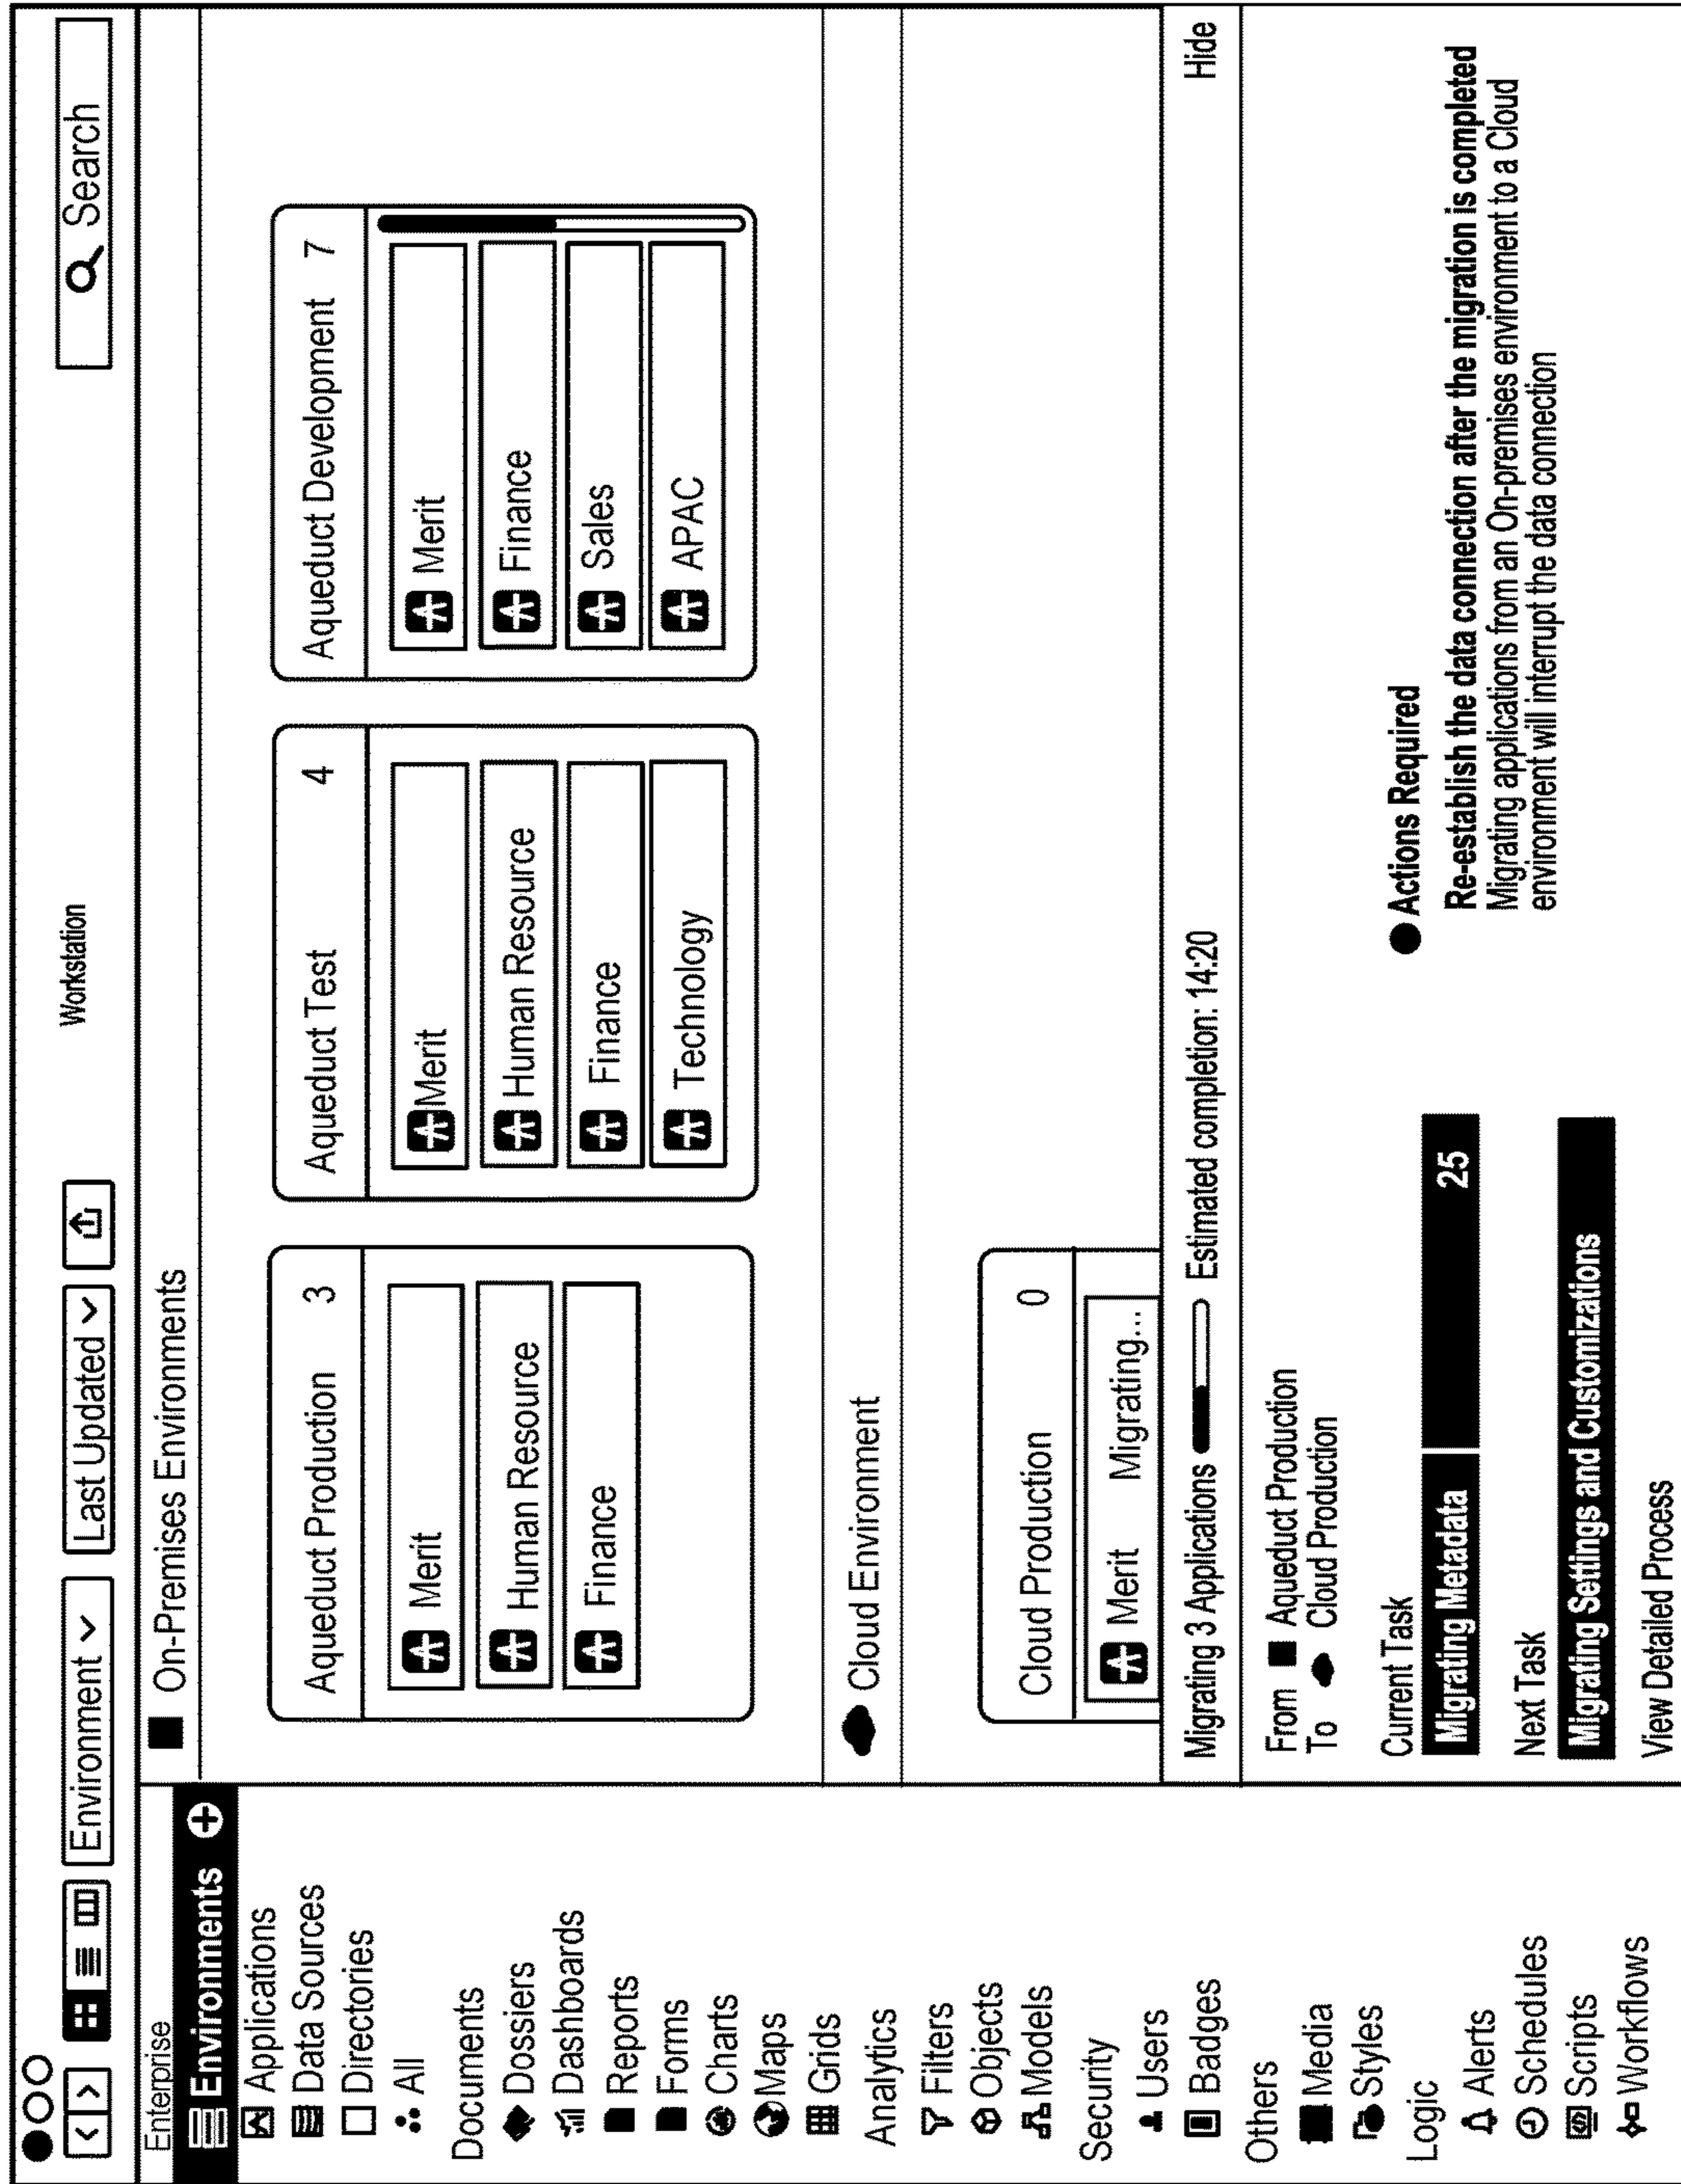 Workstation
Environment
Last Updated
Search
Enterprise
Environments
Applications
Data Sources
Directories
All
Documents
Dossiers
Dashboards
Reports
Forms
Charts
Maps
Grids
Analytics
Filters
Objects
Models
Security
Users
Badges
Others
Media
Styles
Logic
Alerts
Schedules
Scripts
Workflows
On-Premises Environments
Aqueduct Production 3
Merit
Human Resource
Finance
Aqueduct Test 4
Merit
Human Resource
Finance
Technology
Aqueduct Development 7
Merit
Finance
Sales
APAC
Cloud Environment
Cloud Production 0
Merit Migrating...
Migrating 3 Applications Estimated completion: 14:20 Hide
From Aqueduct Production
To Cloud Production
Current Task
Migrating Metadata 25
Next Task
Migrating Settings and Customizations
View Detailed Process
Actions Required
Re-establish the data connection after the migration is completed
Migrating applications from an On-premises environment to a Cloud
environment will interrupt the data connection